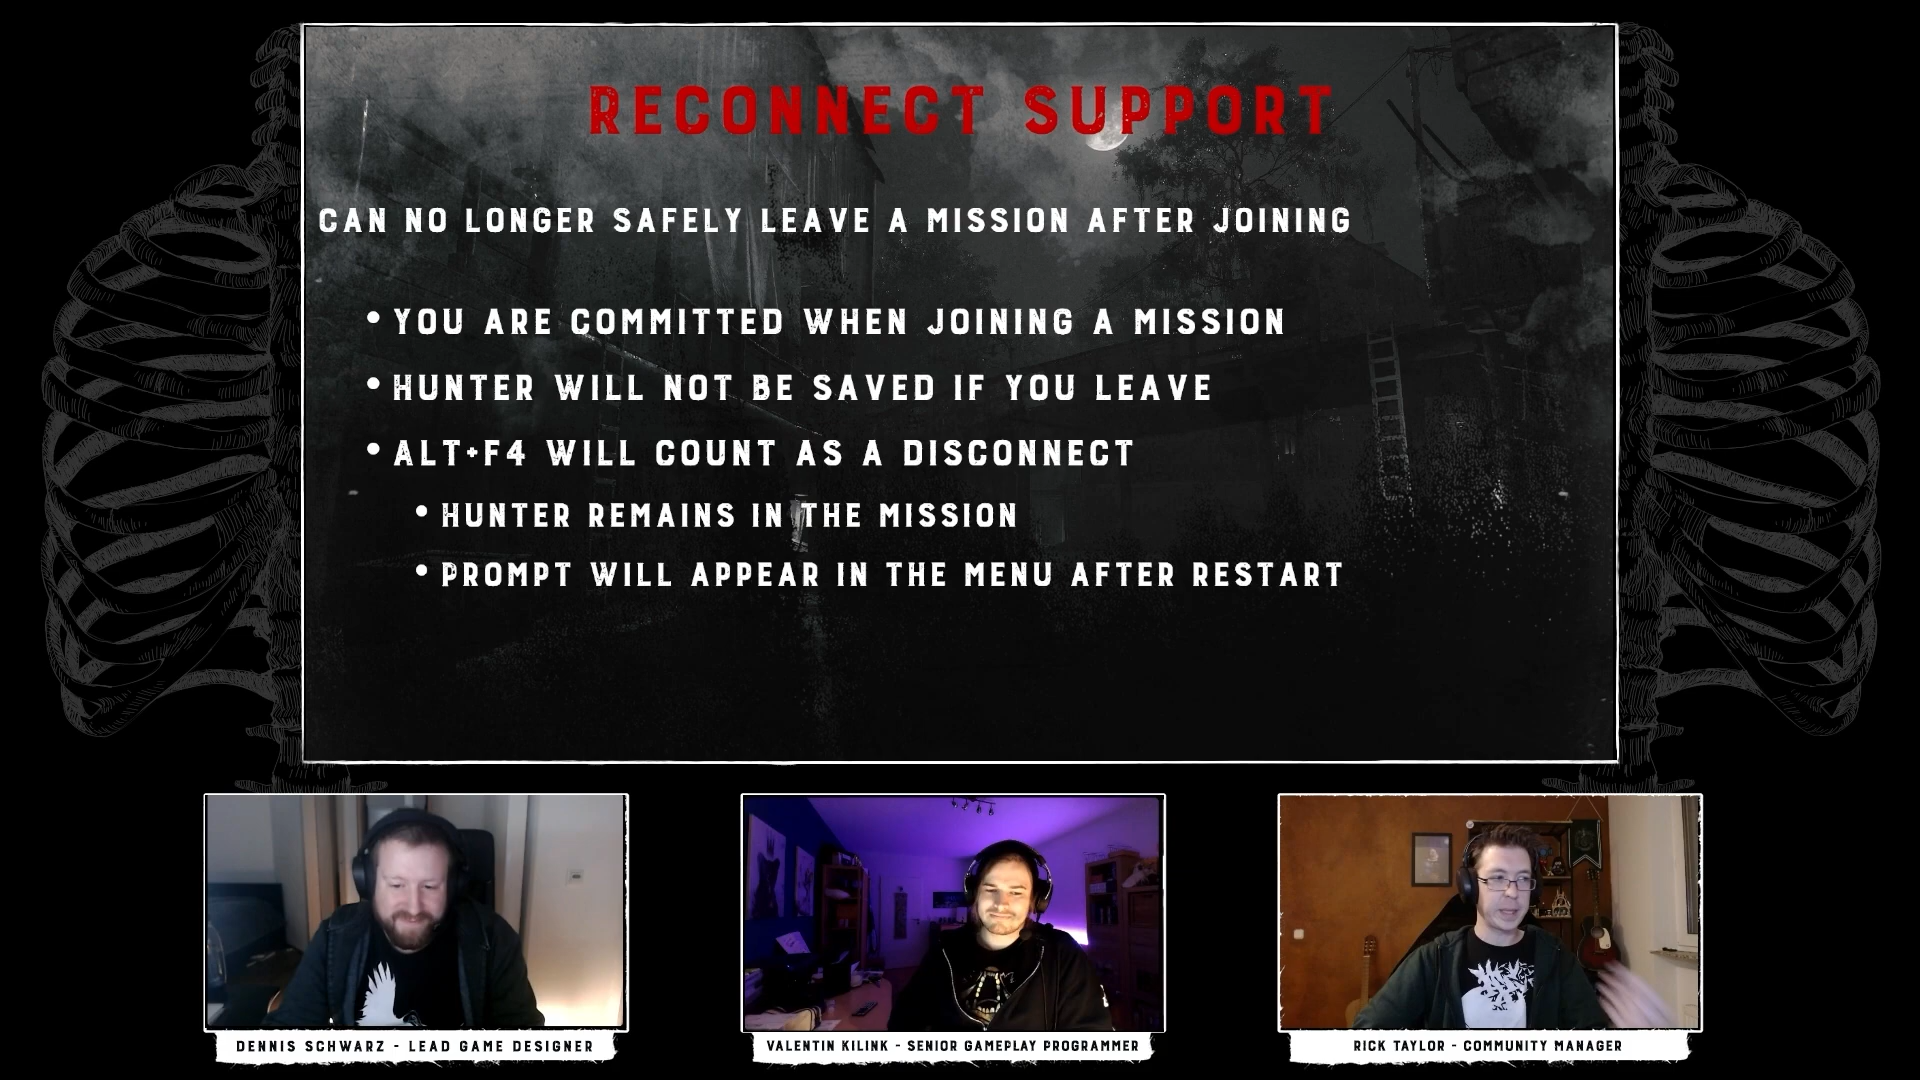 RECONNECT SUPPORT
CAN NO LONGER SAFELY LEAVE A MISSION AFTER JOINING
• YOU ARE COMMITTED WHEN JOINING A MISSION
• HUNTER WILL NOT BE SAVED IF YOU LEAVE
• ALT+F4 WILL COUNT AS A DISCONNECT
• HUNTER REMAINS IN THE MISSION
• PROMPT WILL APPEAR IN THE MENU AFTER RESTART
DENNIS SCHWARZ - LEAD GAME DESIGNER
VALENTIN KILINK - SENIOR GAMEPLAY PROGRAMMER
RICK TAYLOR - COMMUNITY MANAGER